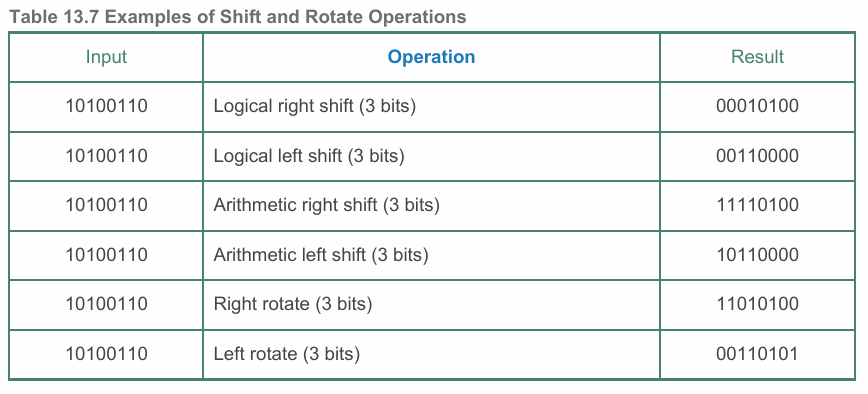 Table 13.7 Examples of Shift and Rotate Operations
Input Operation Result
10100110 Logical right shift (3 bits) 00010100
10100110 Logical left shift (3 bits) 00110000
10100110 Arithmetic right shift (3 bits) 11110100
10100110 Arithmetic left shift (3 bits) 10110000
10100110 Right rotate (3 bits) 11010100
10100110 Left rotate (3 bits) 00110101